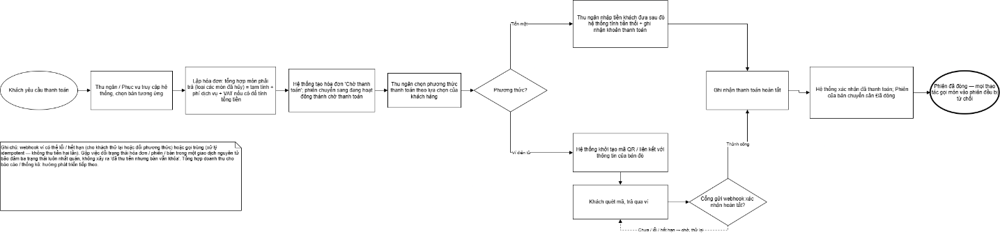 Khách yêu cầu thanh toán
Thu ngân / Phục vụ truy cập hệ
thống, chọn bàn tương ứng
Lập hóa đơn: tổng hợp món phải
trả (loại các món đã hủy) = tạm tính +
phí dịch vụ + VAT nếu có để tính
tổng tiền
Hệ thống tạo hóa đơn 'Chờ thanh
toán'; phiên chuyển sang đang hoạt
động thành chờ thanh toán
Thu ngân chọn phương thức
thanh toán theo lựa chọn của
khách hàng
Phương thức?
Tiền mặt
Thu ngân nhập tiền khách đưa sau đó
hệ thống tính tiền thối + ghi
nhận khoản thanh toán
Ví điện tử
Hệ thống khởi tạo mã QR / liên kết với
thông tin của bàn đó
Khách quét mã, trả qua ví
Cổng gửi webhook xác
nhận hoàn tất?
Chưa / lỗi / hết hạn — chờ, thử lại
Thành công
Ghi nhận thanh toán hoàn tất
Hệ thống xác nhận đã thanh toán; Phiên
của bàn chuyển sẵn Đã đóng
Phiên đã đóng — mọi thao
tác gọi món vào phiên đều bị
từ chối
Ghi chú: webhook ví có thể lỗi / hết hạn (cho khách thử lại hoặc đổi phương thức) hoặc gọi trùng (xử lý
idempotent — không thu tiền hai lần). Gộp việc đổi trạng thái hóa đơn / phiên / bàn trong một giao dịch nguyên tử
bảo đảm ba trạng thái luôn nhất quán, không xảy ra 'đã thu tiền nhưng bàn vẫn khóa'. Tổng hợp doanh thu cho
báo cáo / thống kê: hướng phát triển tiếp theo.